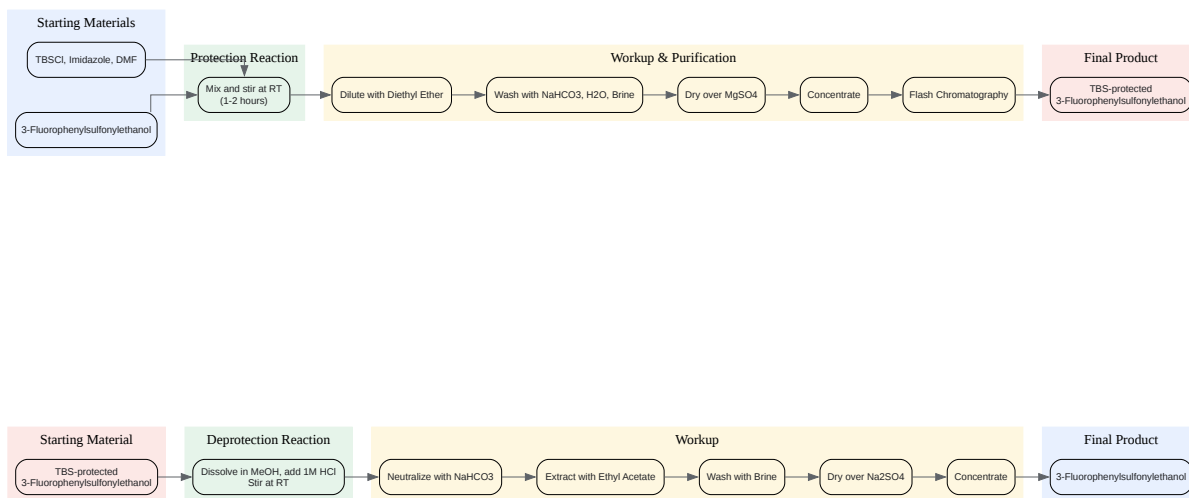 Starting Materials
TBSCl, Imidazole, DMF
3-Fluorophenylsulfonylethanol
Protection Reaction
Mix and stir at RT
(1-2 hours)
Workup & Purification
Dilute with Diethyl Ether
Wash with NaHCO3, H2O, Brine
Dry over MgSO4
Concentrate
Flash Chromatography
Final Product
TBS-protected
3-Fluorophenylsulfonylethanol
Starting Material
TBS-protected
3-Fluorophenylsulfonylethanol
Deprotection Reaction
Dissolve in MeOH, add 1M HCl
Stir at RT
Workup
Neutralize with NaHCO3
Extract with Ethyl Acetate
Wash with Brine
Dry over Na2SO4
Concentrate
Final Product
3-Fluorophenylsulfonylethanol